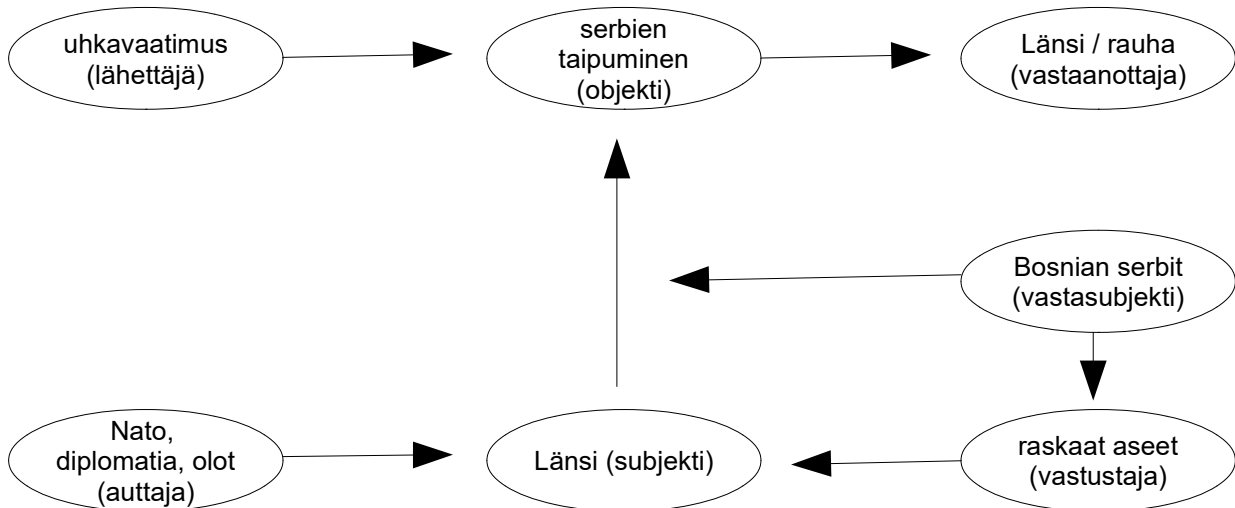 uhkavaatimus
(lähettäjä)
serbien
taipuminen
(objekti)
Länsi / rauha
(vastaanottaja)
Bosnian serbit
(vastasubjekti)
Nato,
diplomatia, olot
(auttaja)
Länsi (subjekti)
raskaat aseet
(vastustaja)